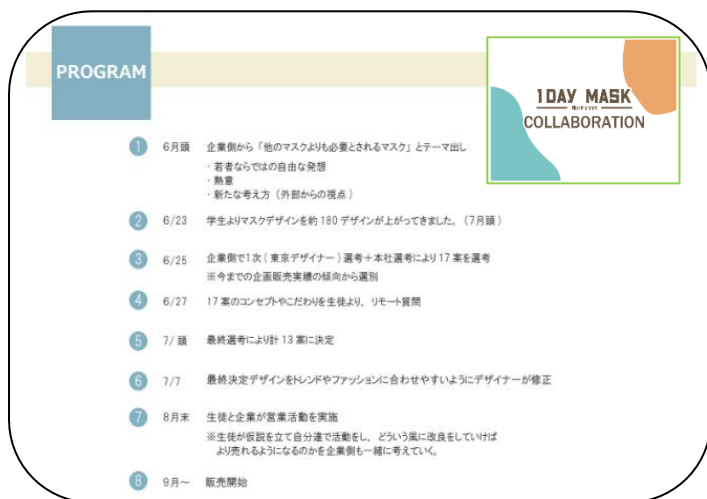 PROGRAM
1DAY MASK
COLLABORATION
1 6月頭 企業側から「他のマスクよりも必要とされるマスク」とテーマ出し
・若者ならではの自由な発想
・熱意
・新たな考え方（外部からの視点）
2 6/23 学生よりマスクデザインを約180デザインが上がってきました。（7月頭）
3 6/25 企業側で1次（東京デザイナー）選考＋本社選考により17案を選考
※今までの企画販売実績の傾向から選別
4 6/27 17案のコンセプトやこだわりを生徒より、リモート質問
5 7/頭 最終選考により計13案に決定
6 7/7 最終決定デザインをトレンドやファッションに合わせやすいようにデザイナーが修正
7 8月末 生徒と企業が営業活動を実施
※生徒が仮説を立て自分達で活動をし、どういう風に改良をしていけば
より売れるようになるのかを企業側も一緒に考えていく。
8 9月～ 販売開始